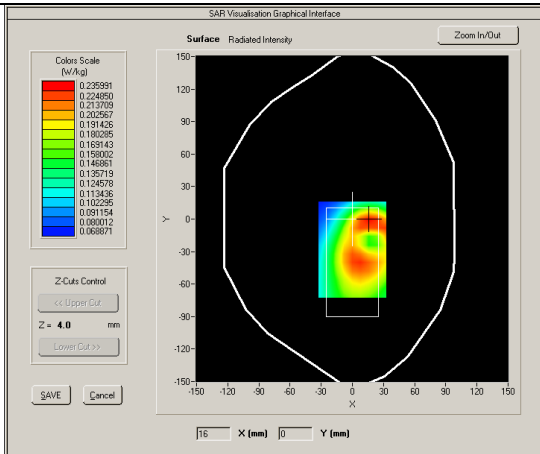 SAR Visualisation Graphical Interface
Surface Radiated Intensity
Zoom In/Out
Colors Scale
(W/kg)
0.235991
0.224850
0.213709
0.202567
0.191426
0.180285
0.169143
0.158002
0.146861
0.135719
0.124578
0.113436
0.102295
0.091154
0.080012
0.068871
Z-Cuts Control
<< Upper Cut
Z = 4.0 mm
Lower Cut >>
SAVE Cancel
150
120
90
60
30
0
-30
-60
-90
-120
-150
Y
-150 -120 -90 -60 -30 0 30 60 90 120 150
X
16 X (mm) 0 Y (mm)